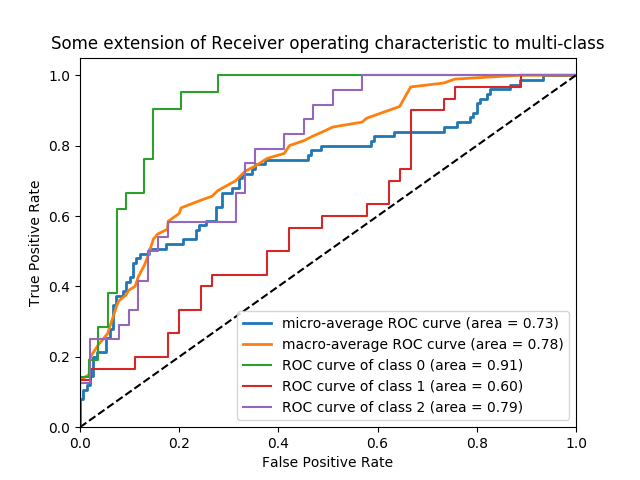 Some extension of Receiver operating characteristic to multi-class
1.0
0.8
0.6
0.4
0.2
0.0
True Positive Rate
micro-average ROC curve (area = 0.73)
macro-average ROC curve (area = 0.78)
ROC curve of class 0 (area = 0.91)
ROC curve of class 1 (area = 0.60)
ROC curve of class 2 (area = 0.79)
0.0 0.2 0.4 0.6 0.8 1.0
False Positive Rate